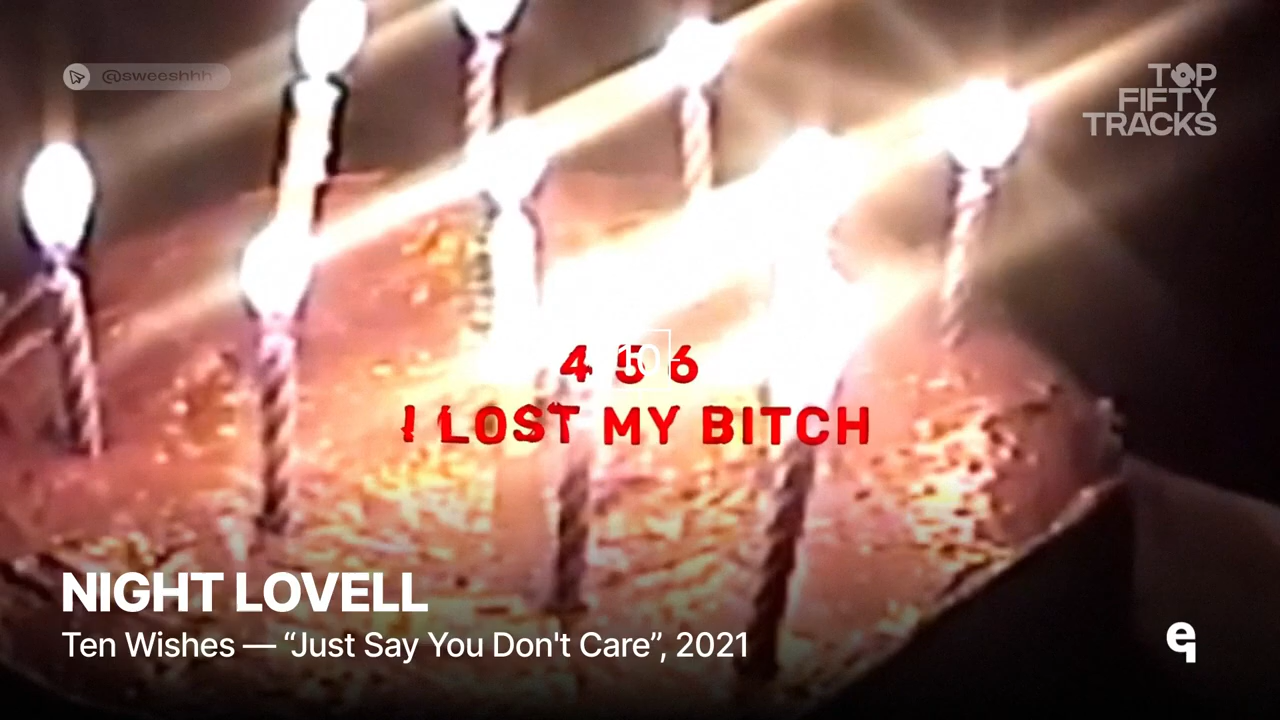 @sweeshhh
TOP
FIFTY
TRACKS
10
4 5 6
I LOST MY BITCH
NIGHT LOVELL
Ten Wishes — “Just Say You Don't Care”, 2021
e